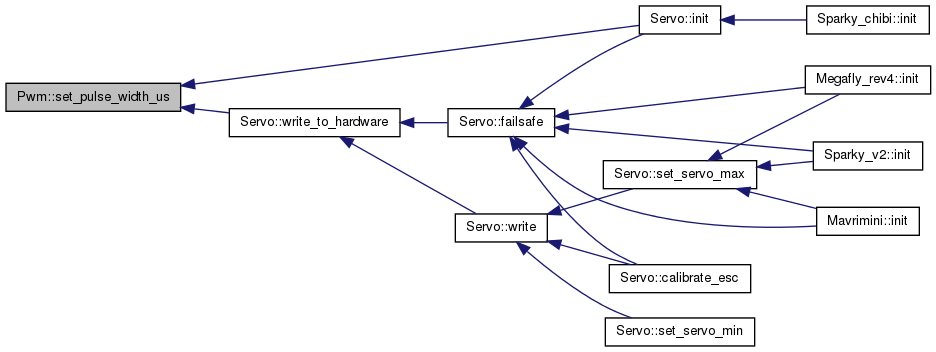 Servo::init
Sparky_chibi::init
Megafly_rev4::init
Pwm::set_pulse_width_us
Servo::write_to_hardware
Servo::failsafe
Sparky_v2::init
Servo::set_servo_max
Mavrimini::init
Servo::write
Servo::calibrate_esc
Servo::set_servo_min